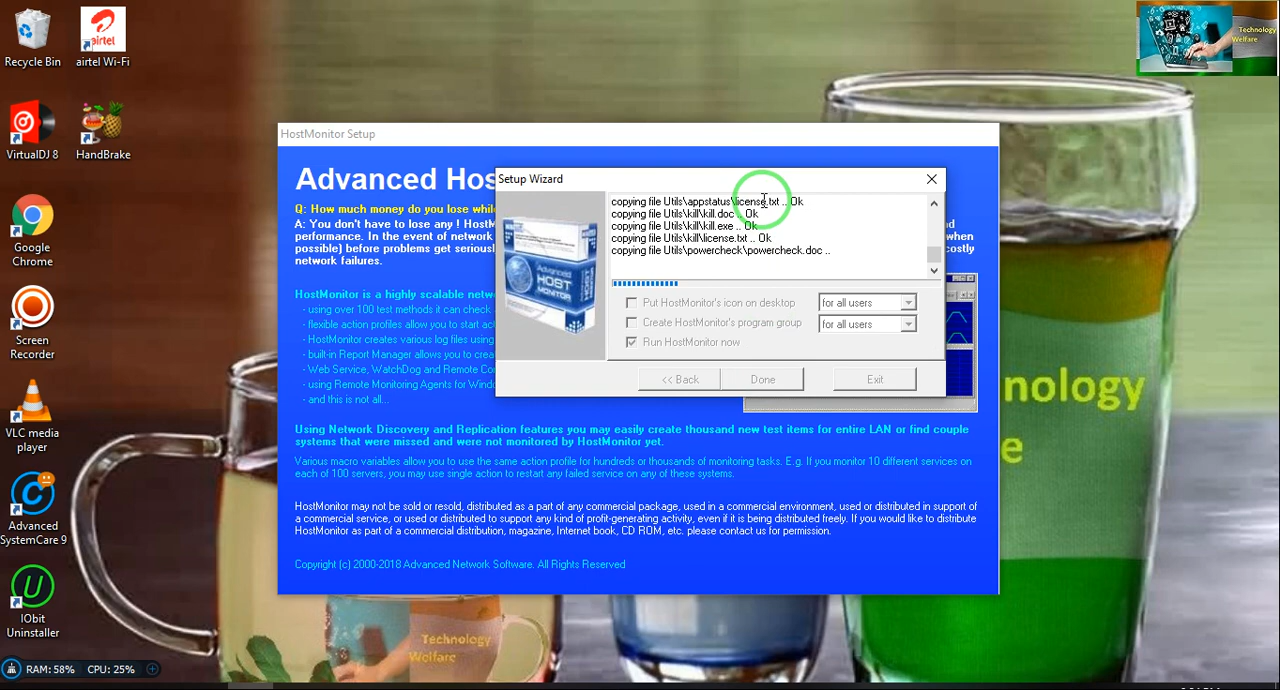 Recycle Bin
airtel
airtel Wi-Fi
VirtualDJ 8
HandBrake
Google
Chrome
Screen
Recorder
VLC media
player
Advanced
SystemCare 9
IObit
Uninstaller
RAM: 58% CPU: 25%
Technology
Welfare
HostMonitor Setup
Advanced Hos
Q: How much money do you lose while
A: You don't have to lose any ! HostM
performance. In the event of network
when
possible) before problems get serious
costly
network failures.
HostMonitor is a highly scalable netw
- using over 100 test methods it can check
- flexible action profiles allow you to start act
- HostMonitor creates various log files using
- built-in Report Manager allows you to crea
- Web Service, WatchDog and Remote Con
- using Remote Monitoring Agents for Windo
- and this is not all...
Using Network Discovery and Replication features you may easily create thousand new test items for entire LAN or find couple
systems that were missed and were not monitored by HostMonitor yet.
Various macro variables allow you to use the same action profile for hundreds or thousands of monitoring tasks. E.g. If you monitor 10 different services on
each of 100 servers, you may use single action to restart any failed service on any of these systems.
HostMonitor may not be sold or resold, distributed as a part of any commercial package, used in a commercial environment, used or distributed in support of
a commercial service, or used or distributed to support any kind of profit-generating activity, even if it is being distributed freely. If you would like to distribute
HostMonitor as part of a commercial distribution, magazine, Internet book, CD ROM, etc. please contact us for permission.
Copyright (c) 2000-2018 Advanced Network Software. All Rights Reserved
Setup Wizard
Advanced
HOST
MONITOR
copying file Utils\appstatus\license.txt .. Ok
copying file Utils\kill\kill.doc .. Ok
copying file Utils\kill\kill.exe .. Ok
copying file Utils\kill\license.txt .. Ok
copying file Utils\powercheck\powercheck.doc ..
Put HostMonitor's icon on desktop
for all users
Create HostMonitor's program group
for all users
Run HostMonitor now
<< Back
Done
Exit
nology
e
Technology
Welfare